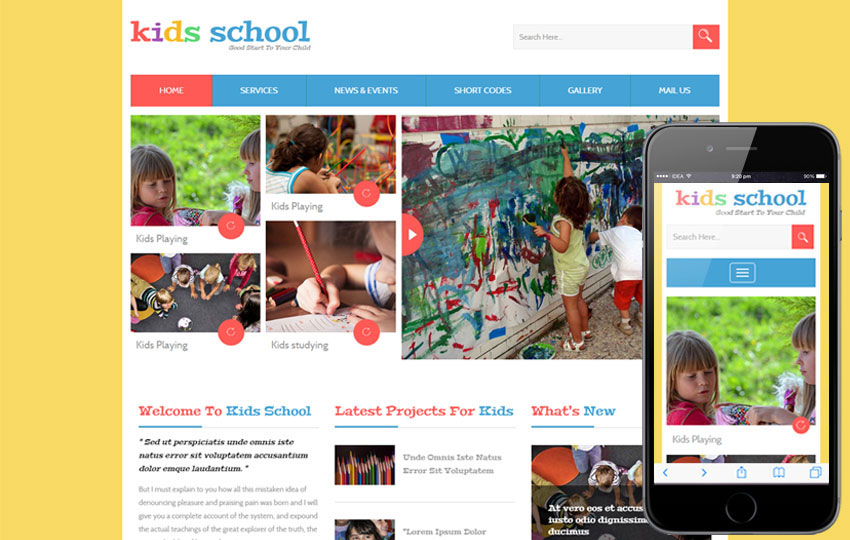 kids school
Good Start To Your Child
Search Here...
HOME SERVICES NEWS & EVENTS SHORT CODES GALLERY MAIL US
Kids Playing
Kids Playing
Kids Playing
Kids studying
Welcome To Kids School
" Sed ut perspiciatis unde omnis iste
natus error sit voluptatem accusantium
dolor emque laudantium. "
But I must explain to you how all this mistaken idea of
denouncing pleasure and praising pain was born and I will
give you a complete account of the system, and expound
the actual teachings of the great explorer of the truth, the
Latest Projects For Kids
Unde Omnis Iste Natus
Error Sit Voluptatem
"Lorem Ipsum Dolor
What's New
At vero eos et accus
iusto odio dignissim
ducimus
IDEA 9:20 pm 90%
kids school
Good Start To Your Child
Search Here...
Kids Playing